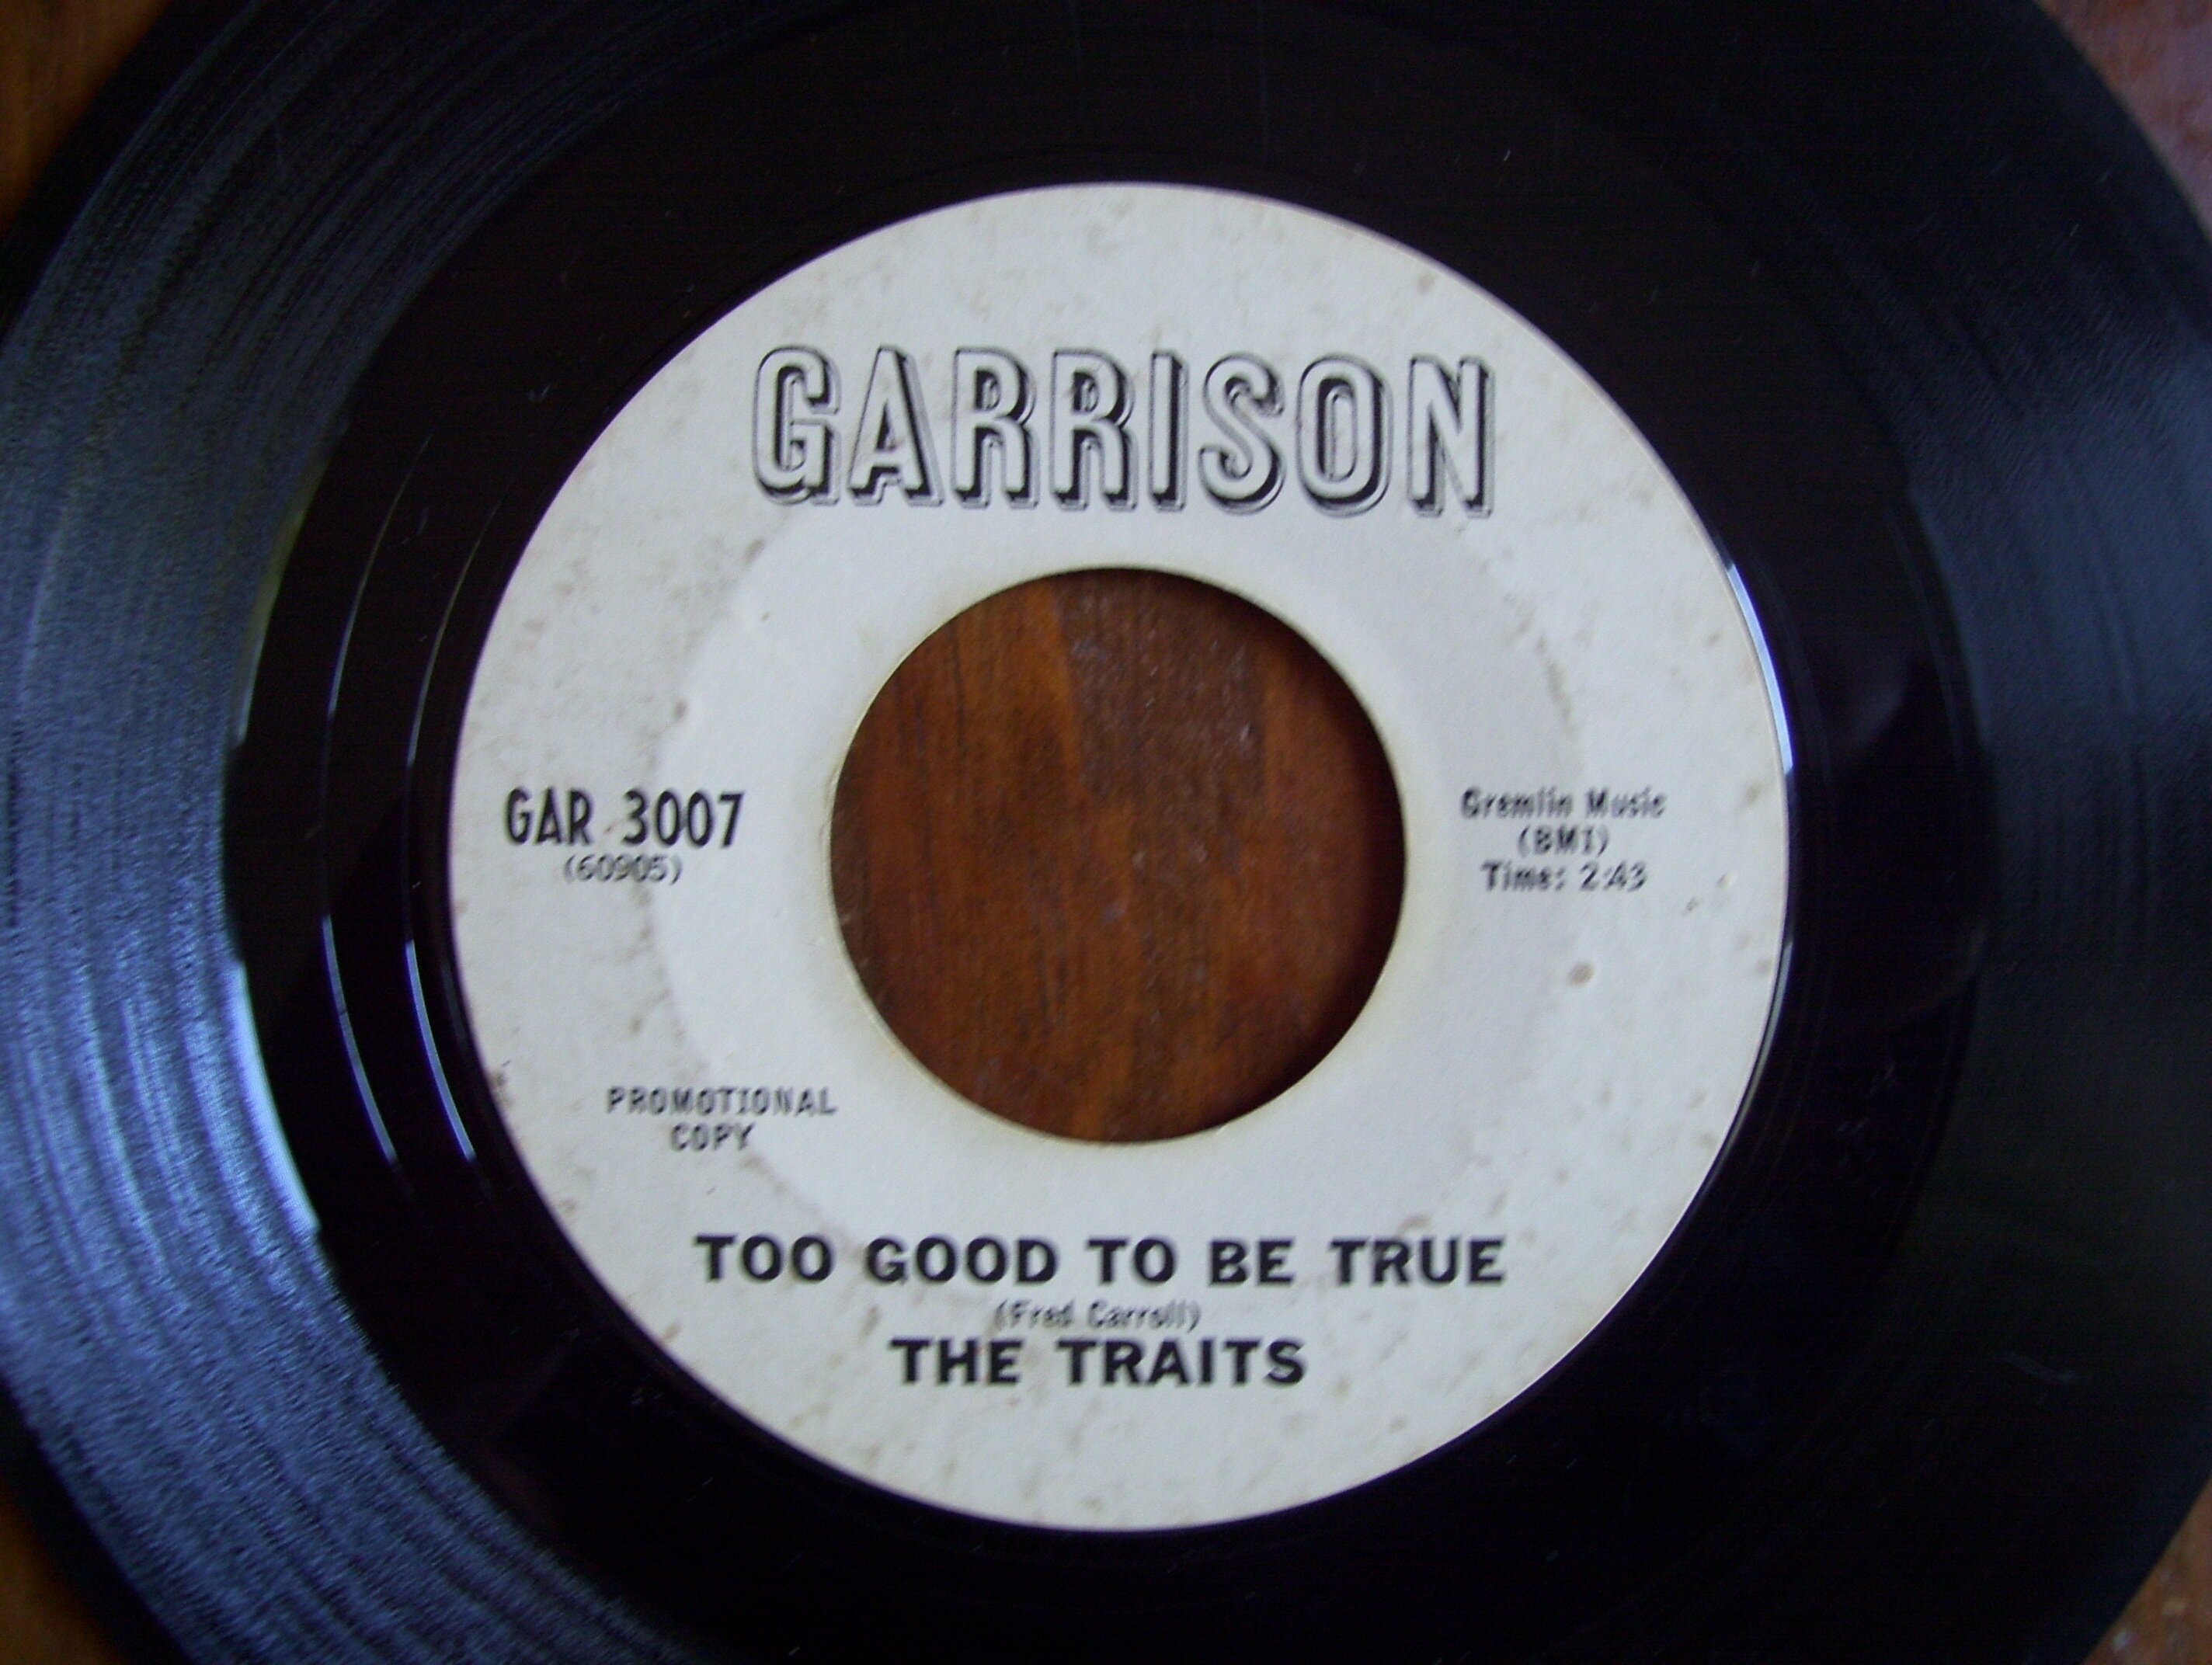 GARRISON
GAR 3007
(60905)
Gremlin Music
(BMI)
Time: 2:43
PROMOTIONAL
COPY
TOO GOOD TO BE TRUE
(Fred Carroll)
THE TRAITS